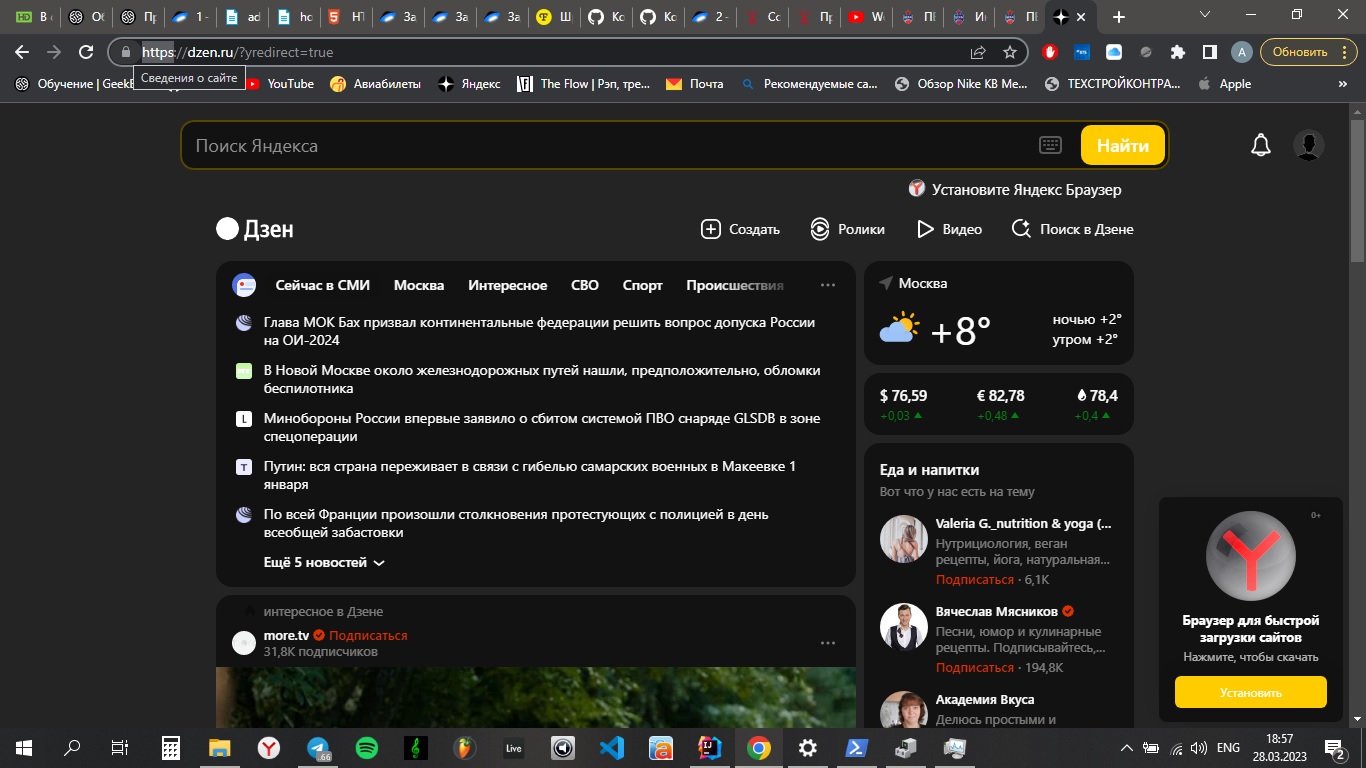 HD
В
Об
Пр
1 -
ad
ho
HT
За
За
За
Ш
Ко
Ко
2 -
Сс
Пр
We
ПЕ
Ин
ПЕ
https://dzen.ru/?yredirect=true
A
Обновить
Сведения о сайте
Обучение | GeekB
YouTube
Авиабилеты
Яндекс
The Flow | Рэп, тре...
Почта
Рекомендуемые са...
Обзор Nike KB Me...
ТЕХСТРОЙКОНТРА...
Apple
»
Поиск Яндекса
Найти
Установите Яндекс Браузер
Дзен
Создать
Ролики
Видео
Поиск в Дзене
Сейчас в СМИ
Москва
Интересное
СВО
Спорт
Происшествия
Глава МОК Бах призвал континентальные федерации решить вопрос допуска России
на ОИ-2024
В Новой Москве около железнодорожных путей нашли, предположительно, обломки
беспилотника
L
Минобороны России впервые заявило о сбитом системой ПВО снаряде GLSDB в зоне
спецоперации
Т
Путин: вся страна переживает в связи с гибелью самарских военных в Макеевке 1
января
По всей Франции произошли столкновения протестующих с полицией в день
всеобщей забастовки
Ещё 5 новостей
интересное в Дзене
more.tv Подписаться
31,8K подписчиков
Москва
+8°
ночью +2°
утром +2°
$ 76,59
+0,03
€ 82,78
+0,48
78,4
+0,4
Еда и напитки
Вот что у нас есть на тему
Valeria G._nutrition & yoga (...
Нутрициология, веган
рецепты, йога, натуральная...
Подписаться · 6,1K
Вячеслав Мясников
Песни, юмор и кулинарные
рецепты. Подписывайтесь,...
Подписаться · 194,8K
Академия Вкуса
Делюсь простыми и
0+
Браузер для быстрой
загрузки сайтов
Нажмите, чтобы скачать
Установить
66
Live
ENG
18:57
28.03.2023
2